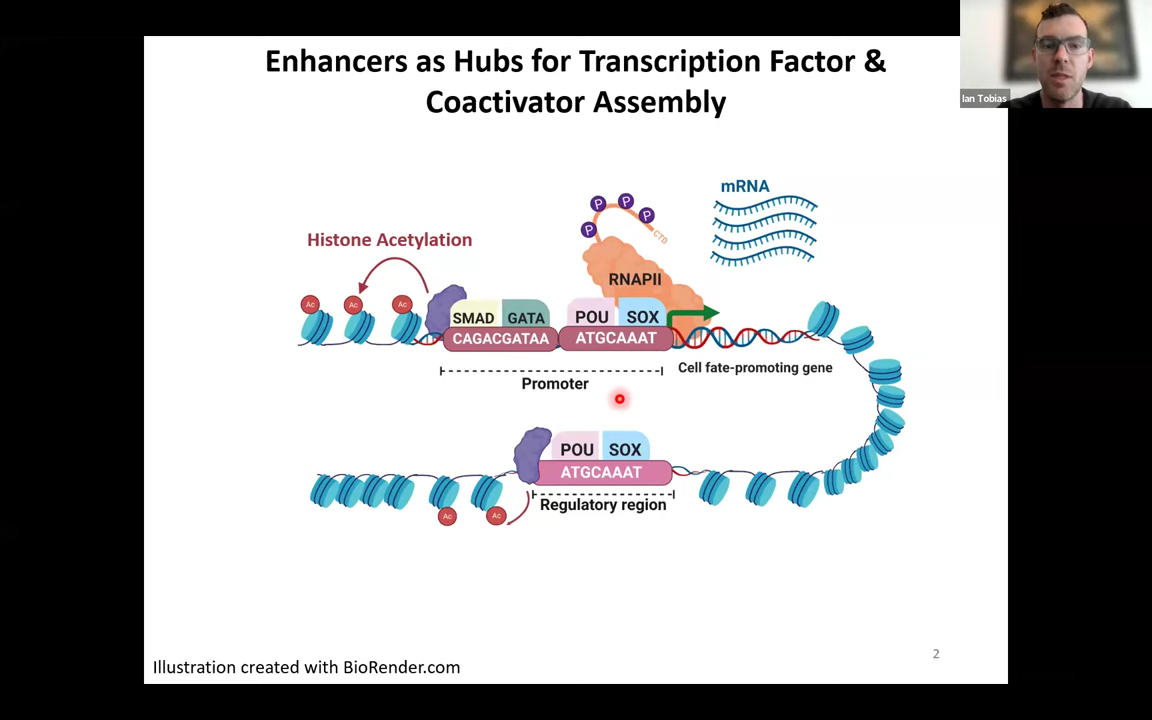 Enhancers as Hubs for Transcription Factor &
Coactivator Assembly
Ian Tobias
mRNA
P P P P
CTD
Histone Acetylation
RNAPII
Ac Ac Ac
SMAD GATA POU SOX
CAGACGATAA ATGCAAAT
Cell fate-promoting gene
Promoter
POU SOX
ATGCAAAT
Regulatory region
Ac Ac
2
Illustration created with BioRender.com